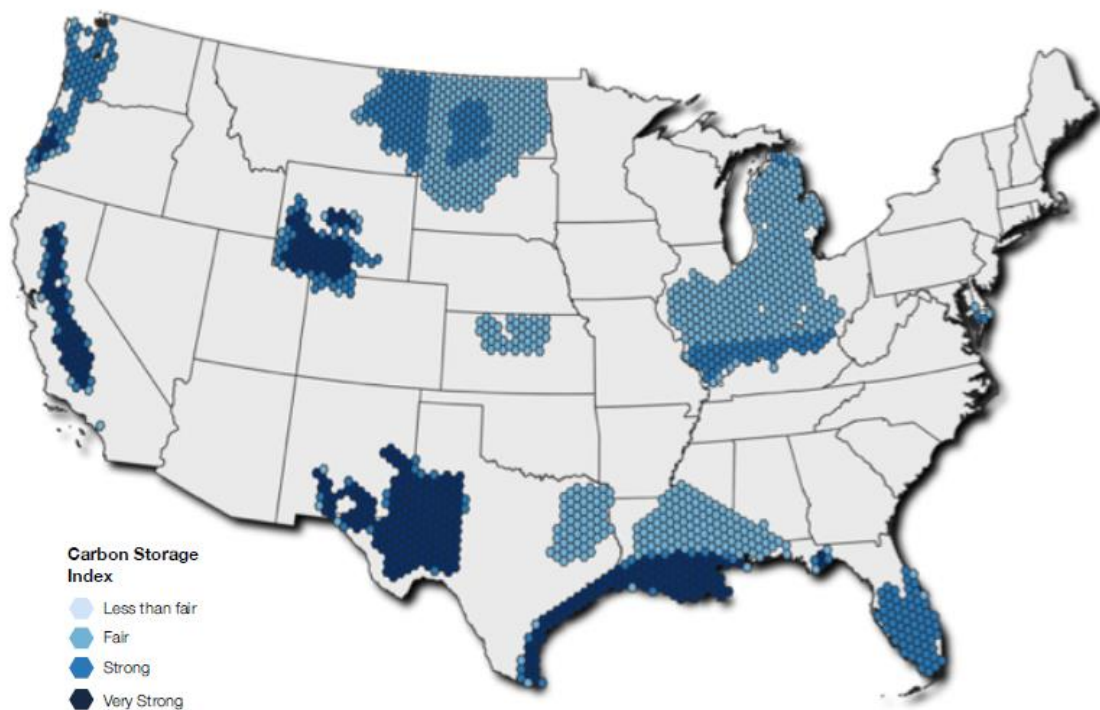 Carbon Storage
Index
Less than fair
Fair
Strong
Very Strong